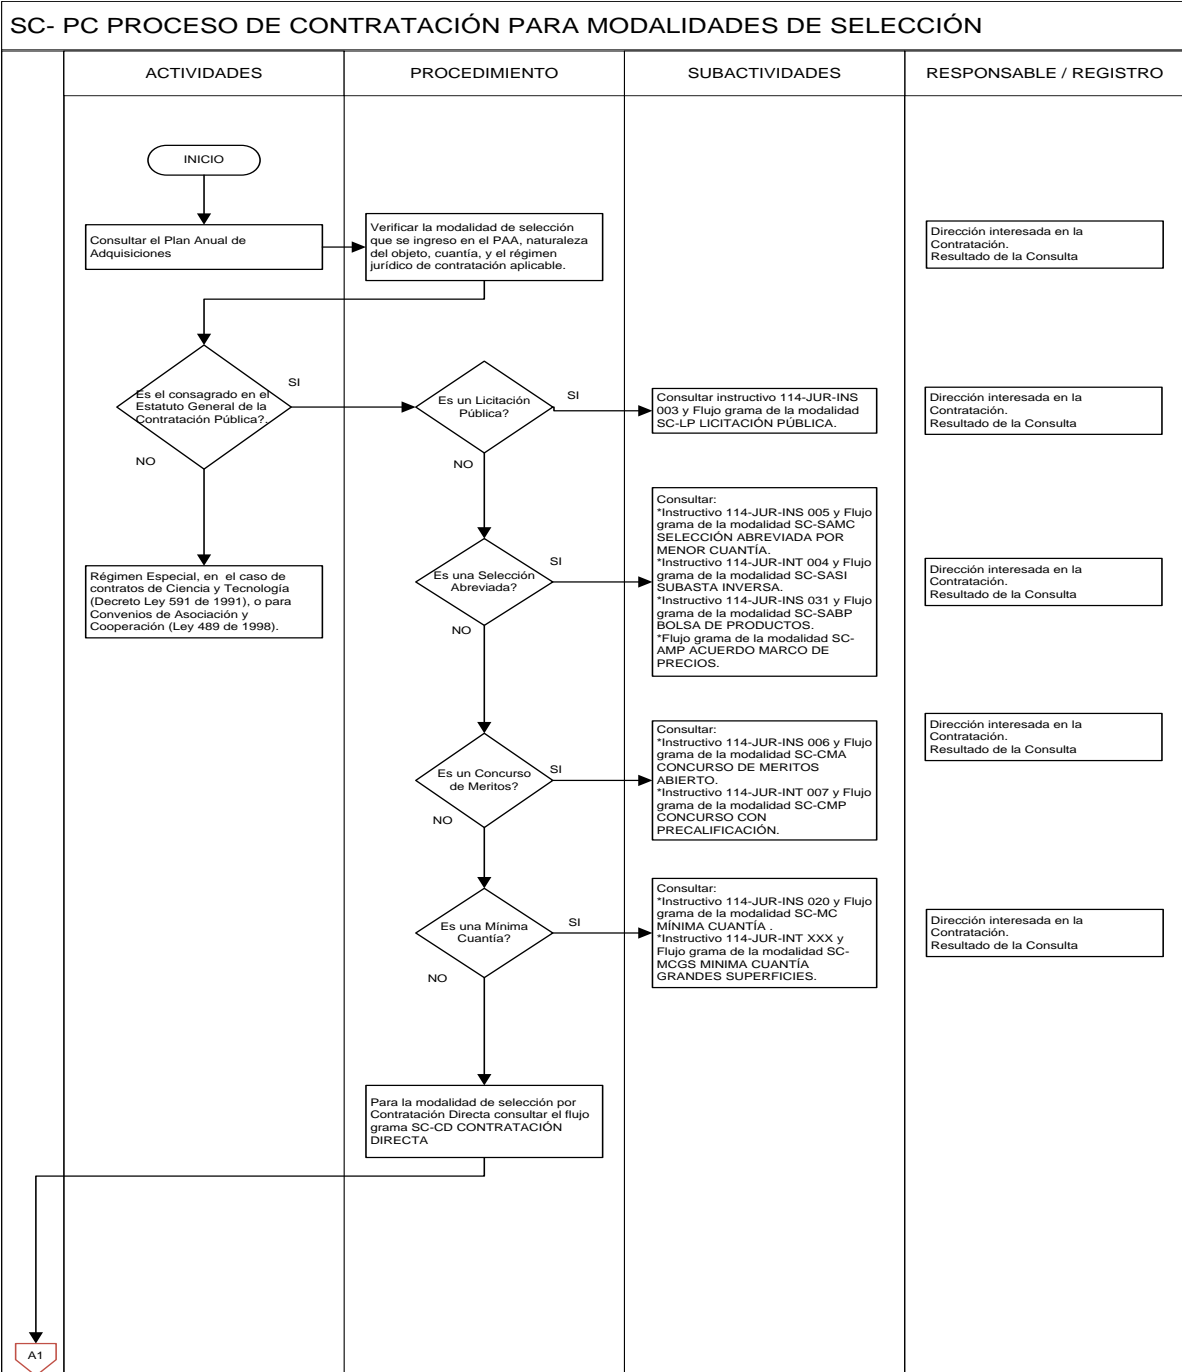 SC- PC PROCESO DE CONTRATACIÓN PARA MODALIDADES DE SELECCIÓN
ACTIVIDADES
PROCEDIMIENTO
SUBACTIVIDADES
RESPONSABLE / REGISTRO
INICIO
Consultar el Plan Anual de
Adquisiciones
Verificar la modalidad de selección
que se ingreso en el PAA, naturaleza
del objeto, cuantía, y el régimen
jurídico de contratación aplicable.
Dirección interesada en la
Contratación.
Resultado de la Consulta
Es el consagrado en el
Estatuto General de la
Contratación Pública?.
SI
NO
Es un Licitación
Pública?
SI
NO
Consultar instructivo 114-JUR-INS
003 y Flujo grama de la modalidad
SC-LP LICITACIÓN PÚBLICA.
Dirección interesada en la
Contratación.
Resultado de la Consulta
Régimen Especial, en  el caso de
contratos de Ciencia y Tecnología
(Decreto Ley 591 de 1991), o para
Convenios de Asociación y
Cooperación (Ley 489 de 1998).
Es una Selección
Abreviada?
SI
NO
Consultar:
*Instructivo 114-JUR-INS 005 y Flujo
grama de la modalidad SC-SAMC
SELECCIÓN ABREVIADA POR
MENOR CUANTÍA.
*Instructivo 114-JUR-INT 004 y Flujo
grama de la modalidad SC-SASI
SUBASTA INVERSA.
*Instructivo 114-JUR-INS 031 y Flujo
grama de la modalidad SC-SABP
BOLSA DE PRODUCTOS.
*Flujo grama de la modalidad SC-
AMP ACUERDO MARCO DE
PRECIOS.
Dirección interesada en la
Contratación.
Resultado de la Consulta
Es un Concurso
de Meritos?
SI
NO
Consultar:
*Instructivo 114-JUR-INS 006 y Flujo
grama de la modalidad SC-CMA
CONCURSO DE MERITOS
ABIERTO.
*Instructivo 114-JUR-INT 007 y Flujo
grama de la modalidad SC-CMP
CONCURSO CON
PRECALIFICACIÓN.
Dirección interesada en la
Contratación.
Resultado de la Consulta
Es una Mínima
Cuantía?
SI
NO
Consultar:
*Instructivo 114-JUR-INS 020 y Flujo
grama de la modalidad SC-MC
MÍNIMA CUANTÍA .
*Instructivo 114-JUR-INT XXX y
Flujo grama de la modalidad SC-
MCGS MINIMA CUANTÍA
GRANDES SUPERFICIES.
Dirección interesada en la
Contratación.
Resultado de la Consulta
Para la modalidad de selección por
Contratación Directa consultar el flujo
grama SC-CD CONTRATACIÓN
DIRECTA
A1